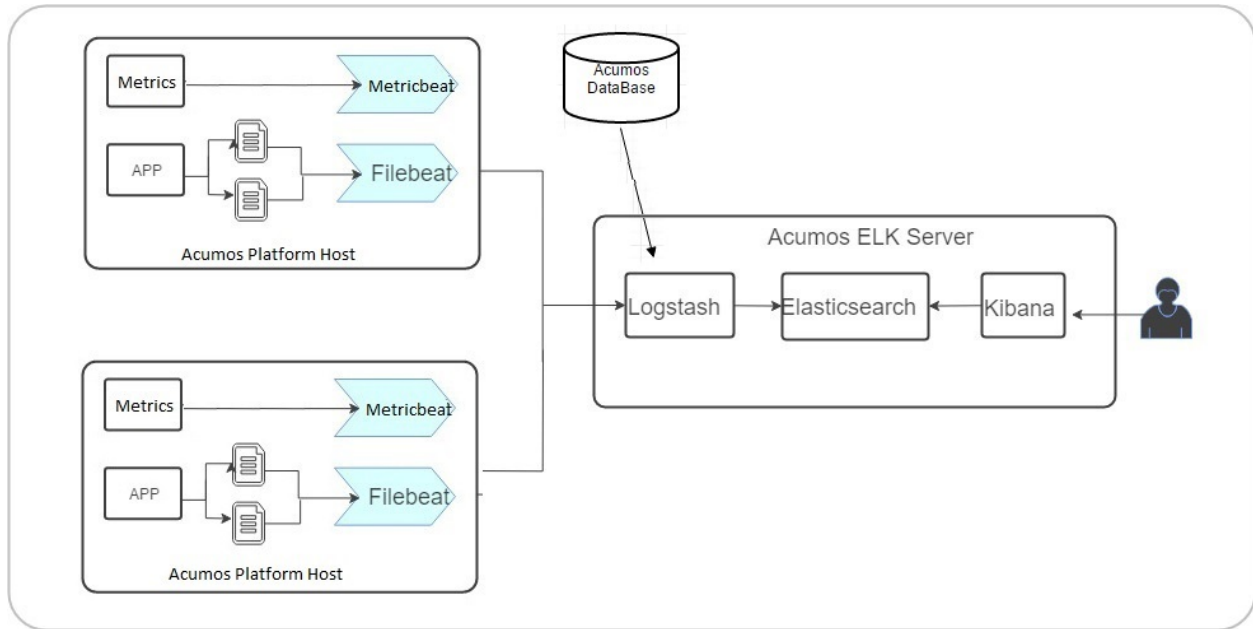 Metrics
Metricbeat
APP
Filebeat
Acumos Platform Host
Acumos
DataBase
Acumos ELK Server
Logstash
Elasticsearch
Kibana
Metrics
Metricbeat
APP
Filebeat
Acumos Platform Host